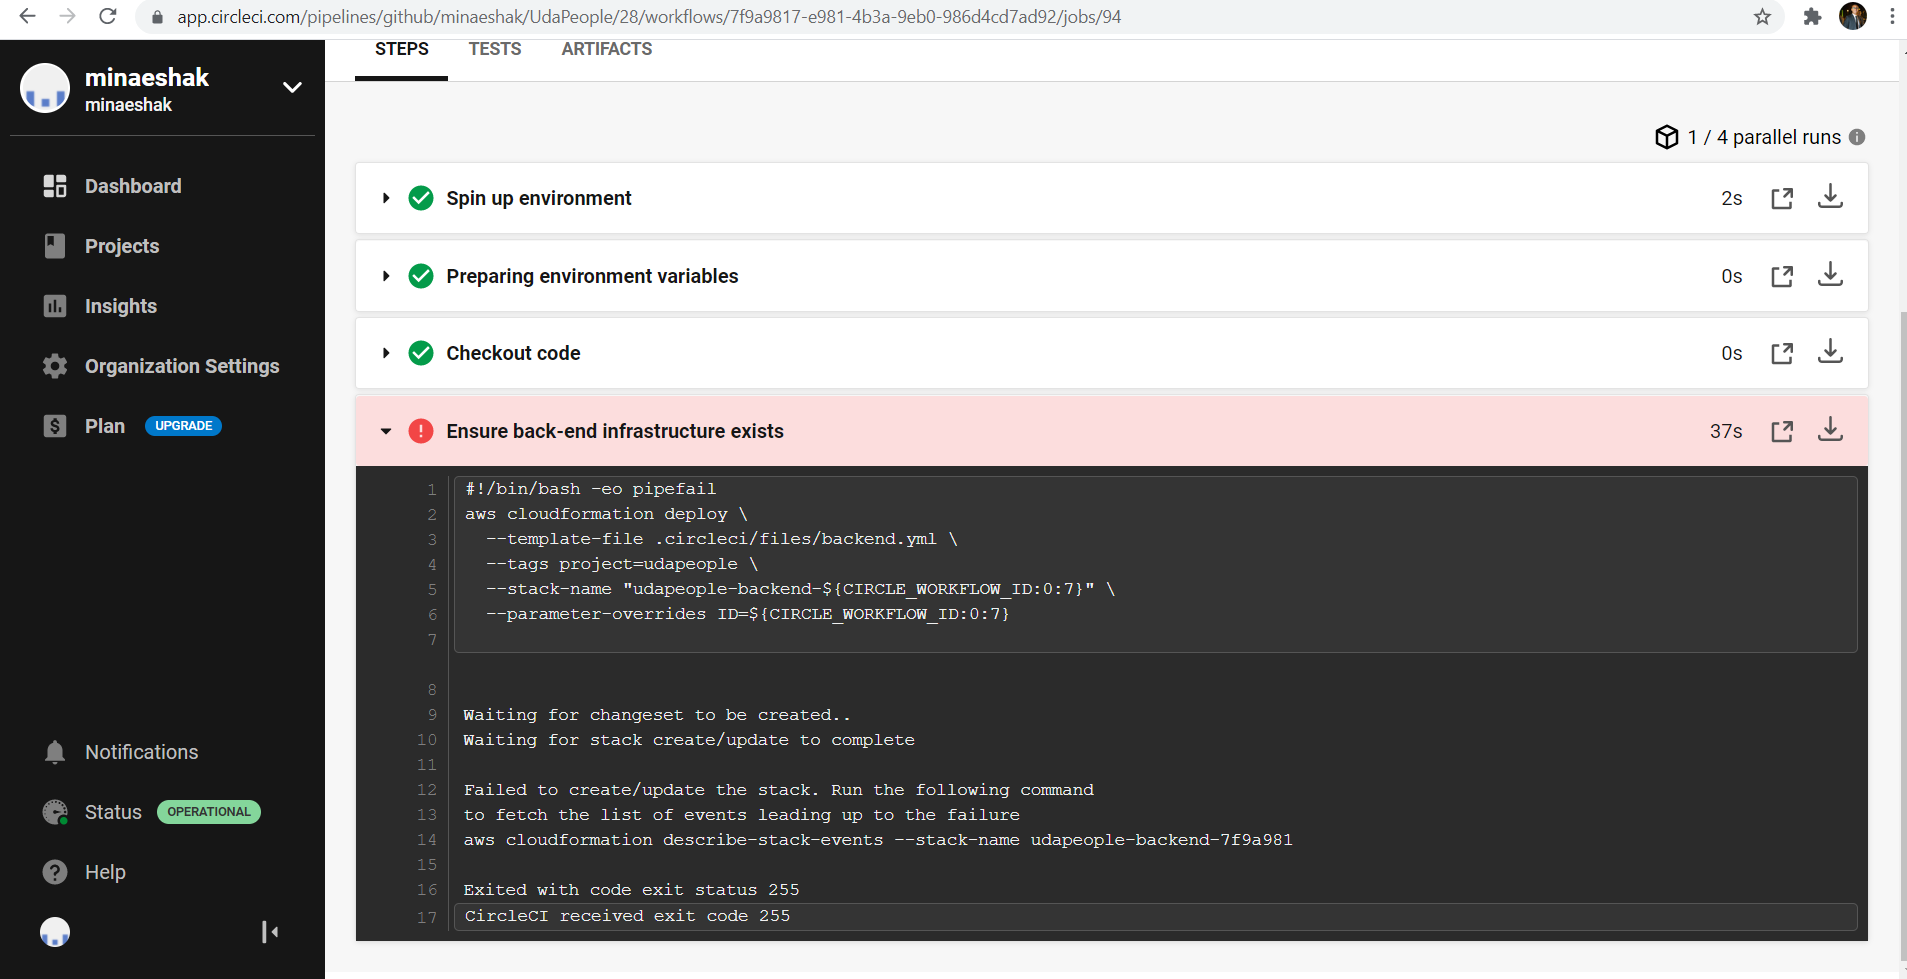 app.circleci.com/pipelines/github/minaeshak/UdaPeople/28/workflows/7f9a9817-e981-4b3a-9eb0-986d4cd7ad92/jobs/94
minaeshak
minaeshak
Dashboard
Projects
Insights
Organization Settings
Plan UPGRADE
Notifications
Status OPERATIONAL
Help
STEPS TESTS ARTIFACTS
1 / 4 parallel runs
Spin up environment 2s
Preparing environment variables 0s
Checkout code 0s
Ensure back-end infrastructure exists 37s
1 #!/bin/bash -eo pipefail
2 aws cloudformation deploy \
3 --template-file .circleci/files/backend.yml \
4 --tags project=udapeople \
5 --stack-name "udapeople-backend-${CIRCLE_WORKFLOW_ID:0:7}" \
6 --parameter-overrides ID=${CIRCLE_WORKFLOW_ID:0:7}
7
8
9 Waiting for changeset to be created..
10 Waiting for stack create/update to complete
11
12 Failed to create/update the stack. Run the following command
13 to fetch the list of events leading up to the failure
14 aws cloudformation describe-stack-events --stack-name udapeople-backend-7f9a981
15
16 Exited with code exit status 255
17 CircleCI received exit code 255